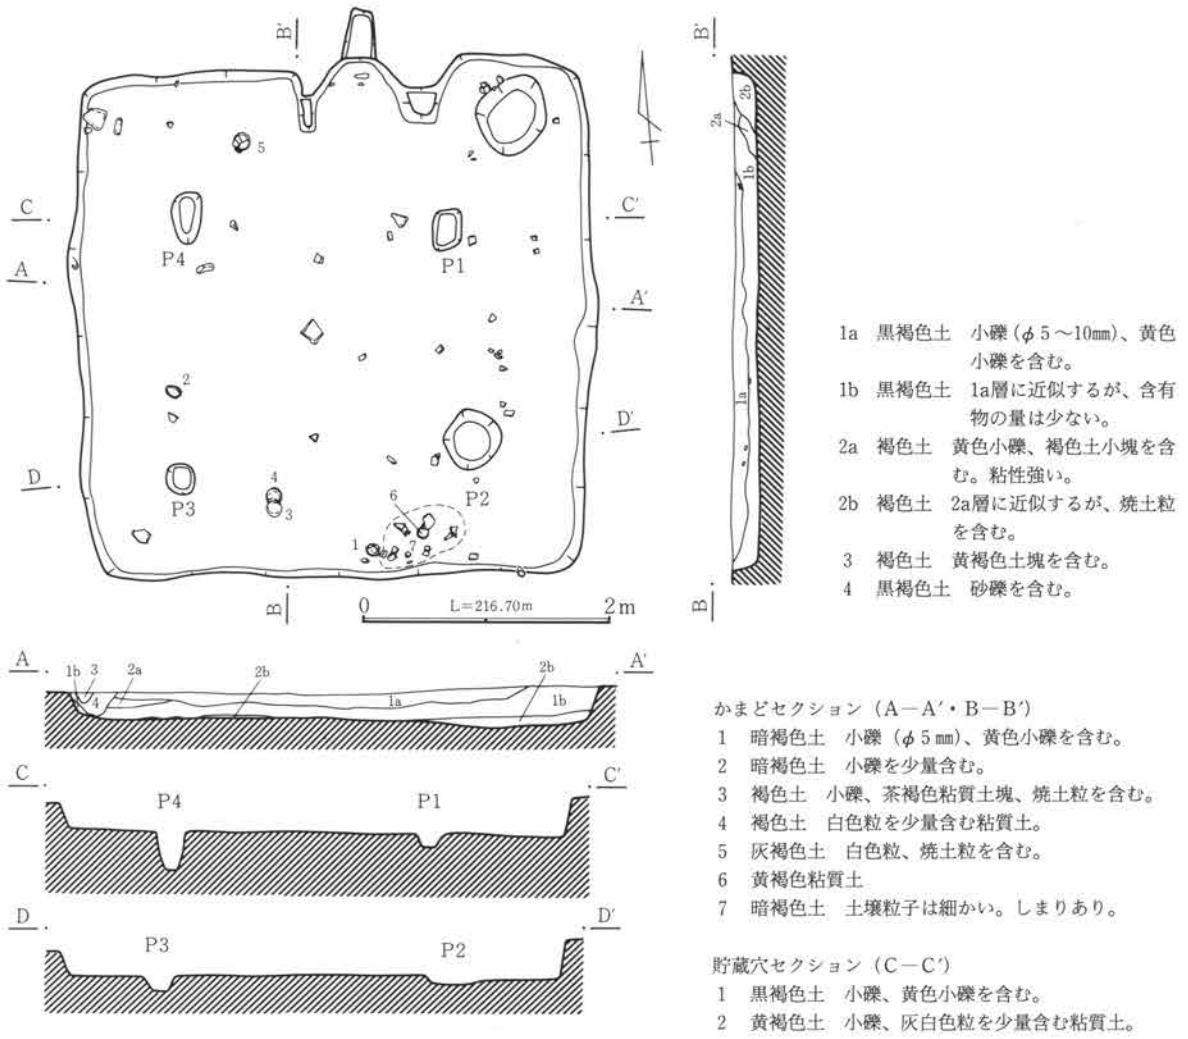 B′
B′
5
C
C′
P4
P1
A
A′
2
D′
D
4
P2
P3
6
3
1
7
B
0 L=216.70m 2m
B
2b
2a
1b
1a
1a 黒褐色土 小礫(φ5～10㎜)、黄色
小礫を含む。
1b 黒褐色土 1a層に近似するが、含有
物の量は少ない。
2a 褐色土 黄色小礫、褐色土小塊を含
む。粘性強い。
2b 褐色土 2a層に近似するが、焼土粒
を含む。
3 褐色土 黄褐色土塊を含む。
4 黒褐色土 砂礫を含む。
A A′
1b 3 2a 2b 2b
4 1a 1b
C C′
P4 P1
D D′
P3 P2
かまどセクション（A－A′・B－B′）
1 暗褐色土 小礫（φ5㎜）、黄色小礫を含む。
2 暗褐色土 小礫を少量含む。
3 褐色土 小礫、茶褐色粘質土塊、焼土粒を含む。
4 褐色土 白色粒を少量含む粘質土。
5 灰褐色土 白色粒、焼土粒を含む。
6 黄褐色粘質土
7 暗褐色土 土壌粒子は細かい。しまりあり。
貯蔵穴セクション（C－C′）
1 黒褐色土 小礫、黄色小礫を含む。
2 黄褐色土 小礫、灰白色粒を少量含む粘質土。